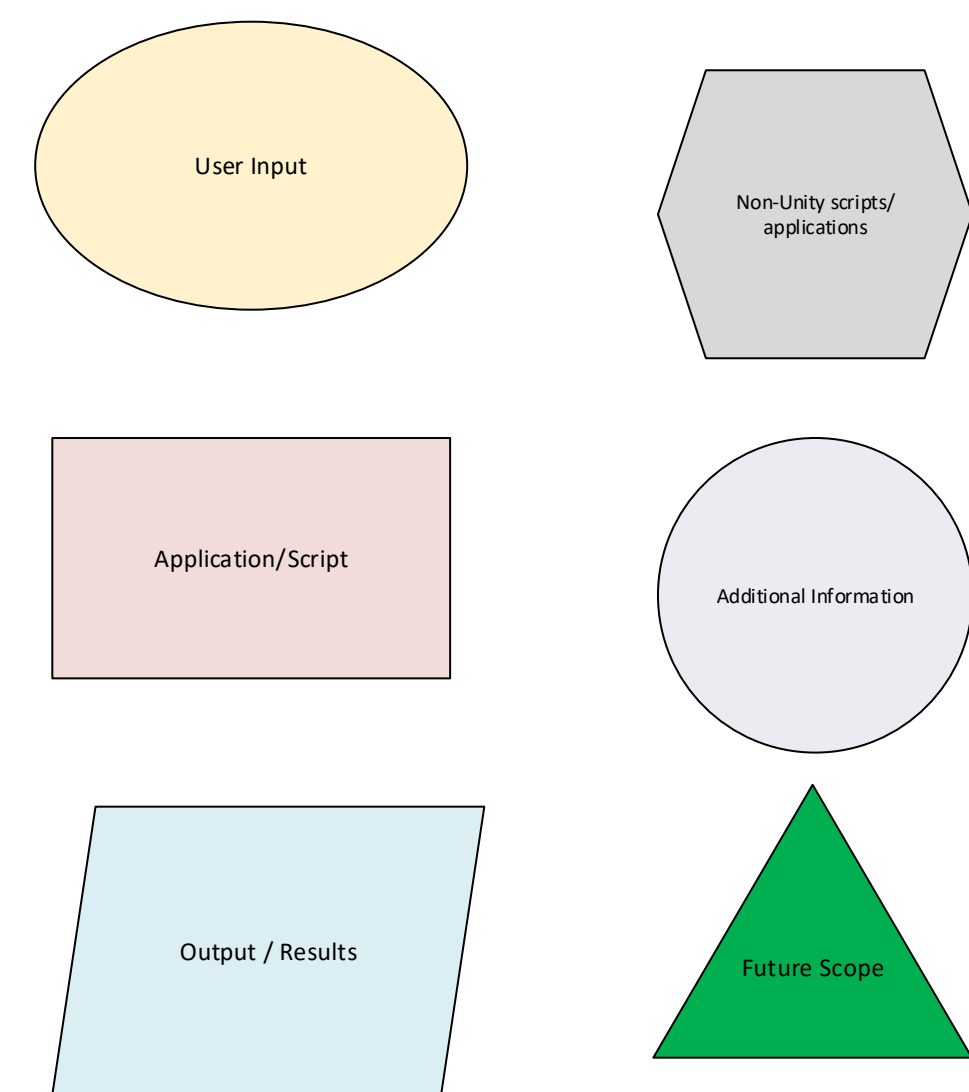 User Input
Non-Unity scripts/
applications
Application/Script
Additional Information
Output / Results
Future Scope